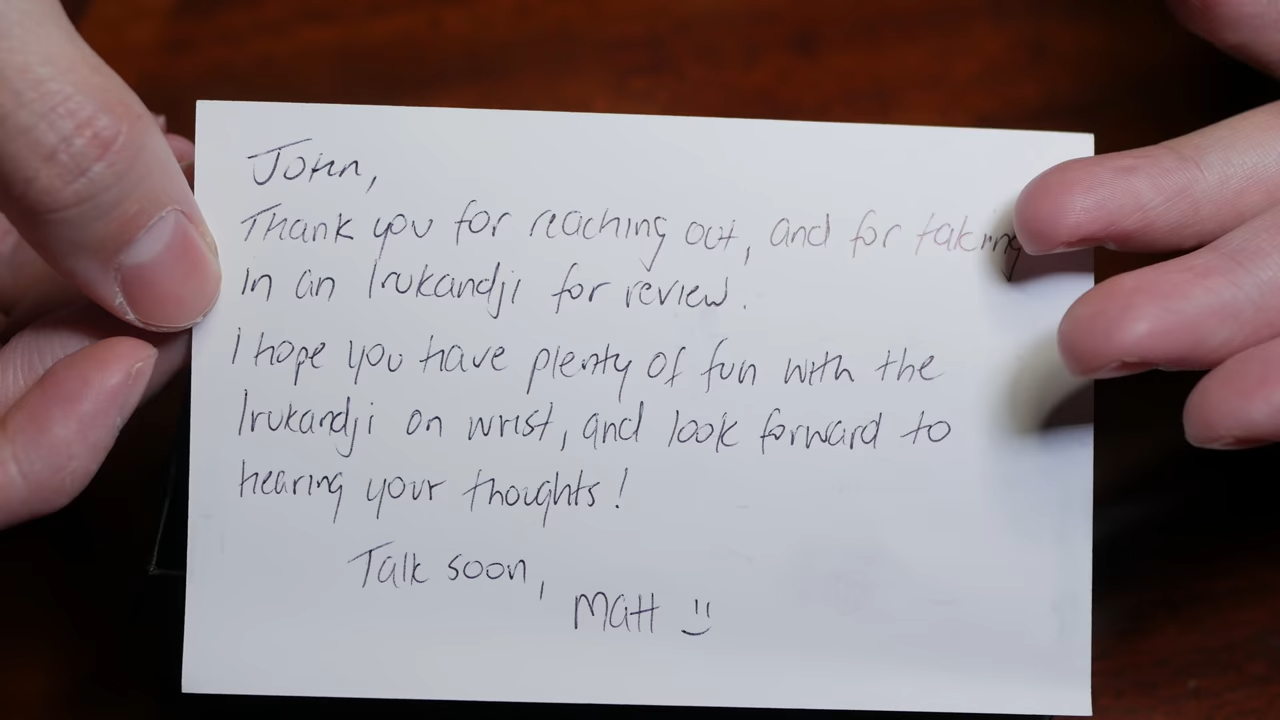 John,
Thank you for reaching out, and for taking
in an Irukandji for review.
I hope you have plenty of fun with the
Irukandji on wrist, and look forward to
hearing your thoughts!
Talk soon,
Matt :)